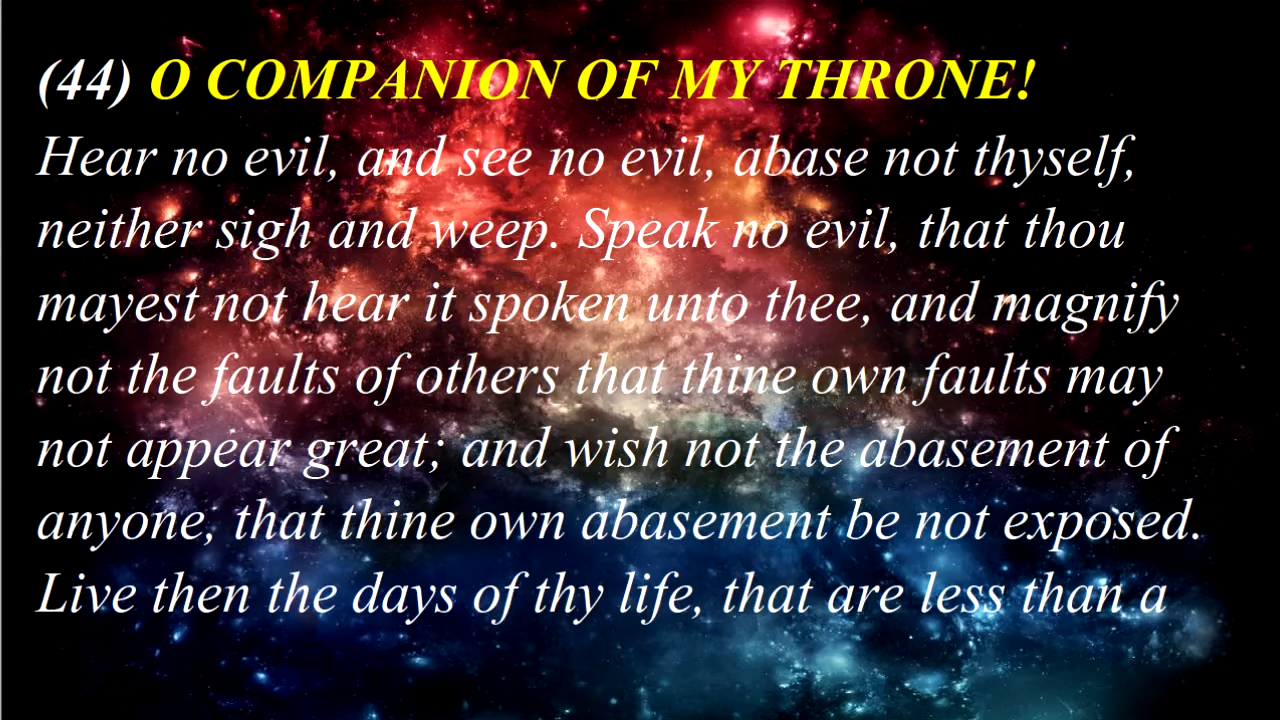 (44) O COMPANION OF MY THRONE!
Hear no evil, and see no evil, abase not thyself,
neither sigh and weep. Speak no evil, that thou
mayest not hear it spoken unto thee, and magnify
not the faults of others that thine own faults may
not appear great; and wish not the abasement of
anyone, that thine own abasement be not exposed.
Live then the days of thy life, that are less than a